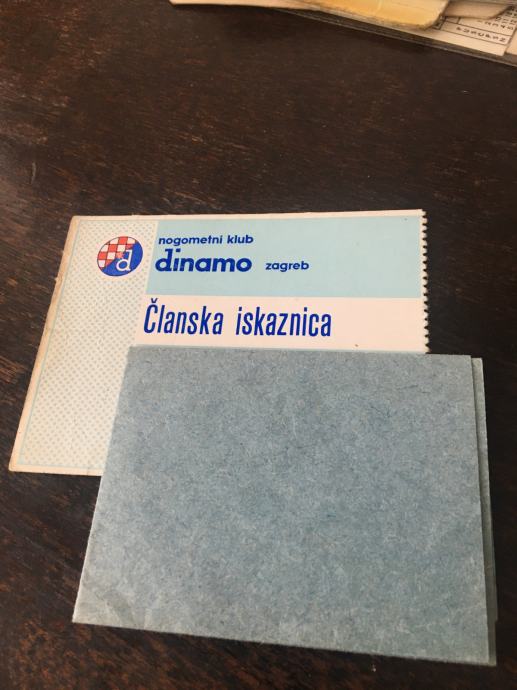 nogometni klub
dinamo zagreb
Članska iskaznica
d